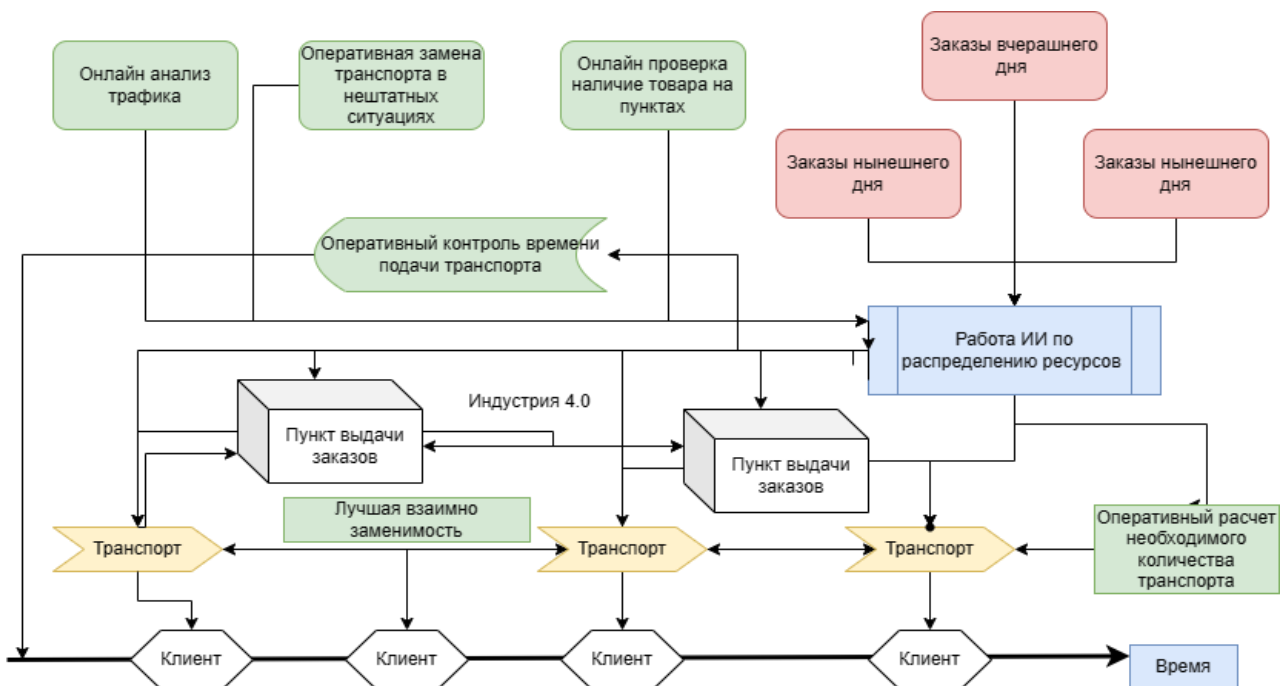 Онлайн анализ
трафика
Оперативная замена
транспорта в
нештатных
ситуациях
Онлайн проверка
наличие товара на
пунктах
Заказы вчерашнего
дня
Заказы нынешнего
дня
Заказы нынешнего
дня
Оперативный контроль времени
подачи транспорта
Работа ИИ по
распределению ресурсов
Индустрия 4.0
Пункт выдачи
заказов
Пункт выдачи
заказов
Лучшая взаимно
заменимость
Транспорт
Транспорт
Транспорт
Оперативный расчет
необходимого
количества
транспорта
Клиент
Клиент
Клиент
Клиент
Время